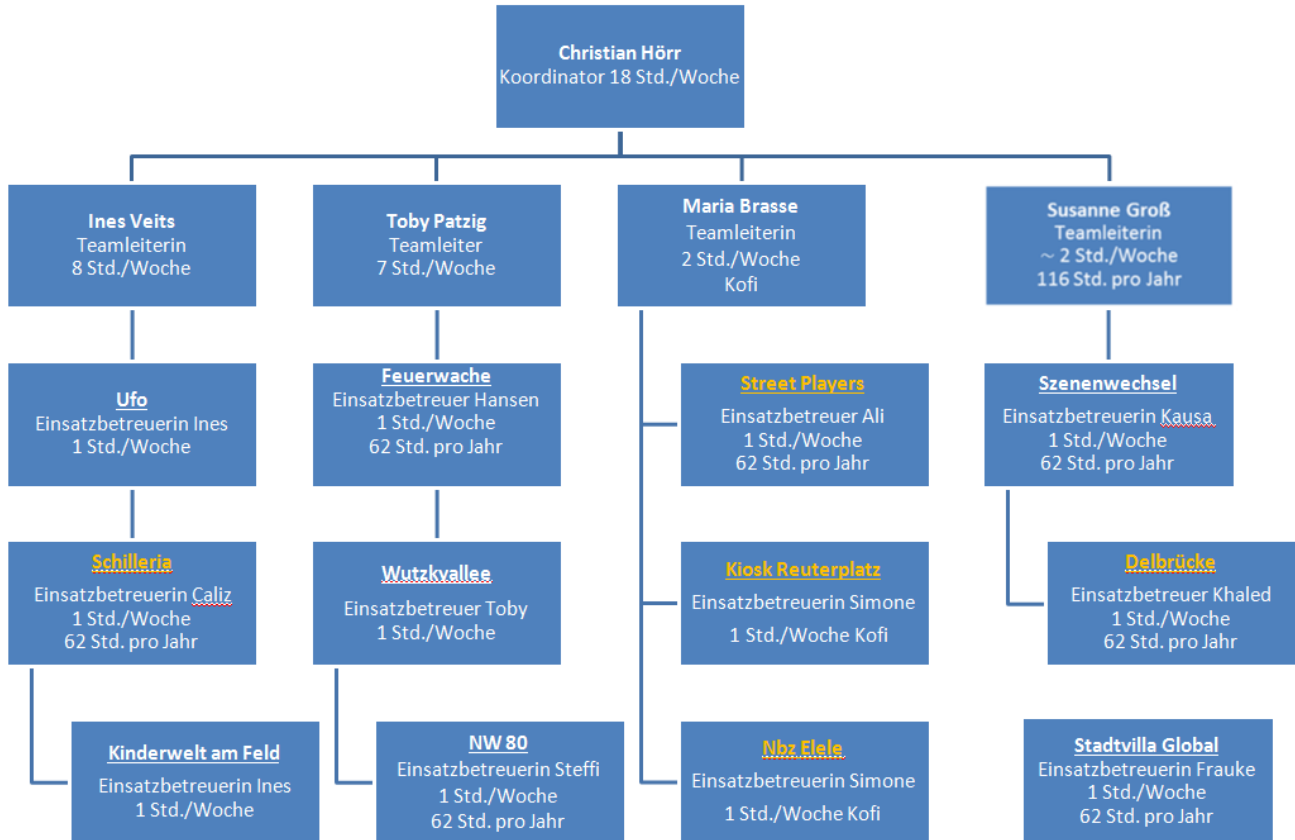 Christian Hörr
Koordinator 18 Std./Woche
Ines Veits
Teamleiterin
8 Std./Woche
Toby Patzig
Teamleiter
7 Std./Woche
Maria Brasse
Teamleiterin
2 Std./Woche
Kofi
Susanne Groß
Teamleiterin
~ 2 Std./Woche
116 Std. pro Jahr
Ufo
Einsatzbetreuerin Ines
1 Std./Woche
Feuerwache
Einsatzbetreuer Hansen
1 Std./Woche
62 Std. pro Jahr
Street Players
Einsatzbetreuer Ali
1 Std./Woche
62 Std. pro Jahr
Szenenwechsel
Einsatzbetreuerin Kausa
1 Std./Woche
62 Std. pro Jahr
Schilleria
Einsatzbetreuerin Caliz
1 Std./Woche
62 Std. pro Jahr
Wutzkyallee
Einsatzbetreuer Toby
1 Std./Woche
Kiosk Reuterplatz
Einsatzbetreuerin Simone
1 Std./Woche Kofi
Delbrücke
Einsatzbetreuer Khaled
1 Std./Woche
62 Std. pro Jahr
Kinderwelt am Feld
Einsatzbetreuerin Ines
1 Std./Woche
NW 80
Einsatzbetreuerin Steffi
1 Std./Woche
62 Std. pro Jahr
Nbz Elele
Einsatzbetreuerin Simone
1 Std./Woche Kofi
Stadtvilla Global
Einsatzbetreuerin Frauke
1 Std./Woche
62 Std. pro Jahr